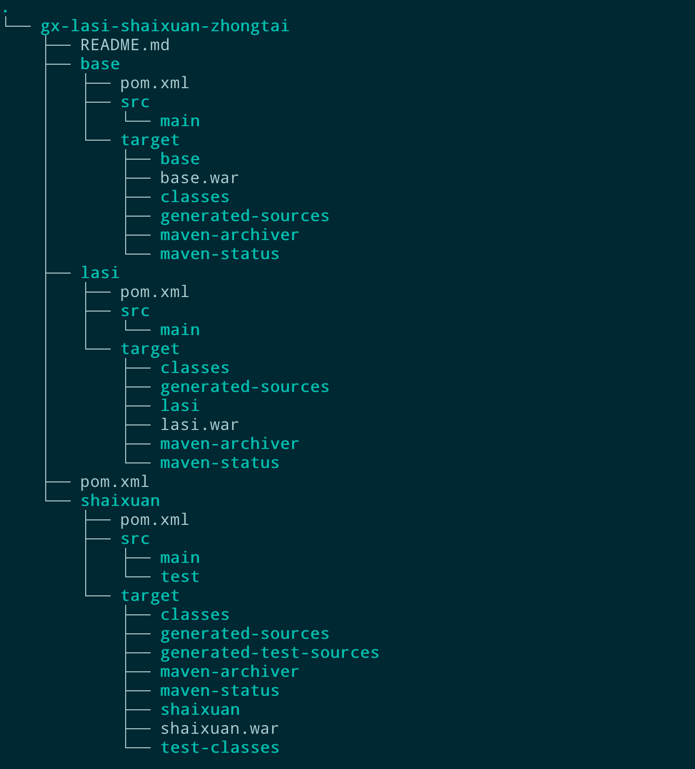 .
└── gx-lasi-shaixuan-zhongtai
    ├── README.md
    ├── base
    │   ├── pom.xml
    │   ├── src
    │   │   └── main
    │   └── target
    │       ├── base
    │       ├── base.war
    │       ├── classes
    │       ├── generated-sources
    │       ├── maven-archiver
    │       └── maven-status
    ├── lasi
    │   ├── pom.xml
    │   ├── src
    │   │   └── main
    │   └── target
    │       ├── classes
    │       ├── generated-sources
    │       ├── lasi
    │       ├── lasi.war
    │       ├── maven-archiver
    │       └── maven-status
    ├── pom.xml
    └── shaixuan
        ├── pom.xml
        ├── src
        │   ├── main
        │   └── test
        └── target
            ├── classes
            ├── generated-sources
            ├── generated-test-sources
            ├── maven-archiver
            ├── maven-status
            ├── shaixuan
            ├── shaixuan.war
            └── test-classes